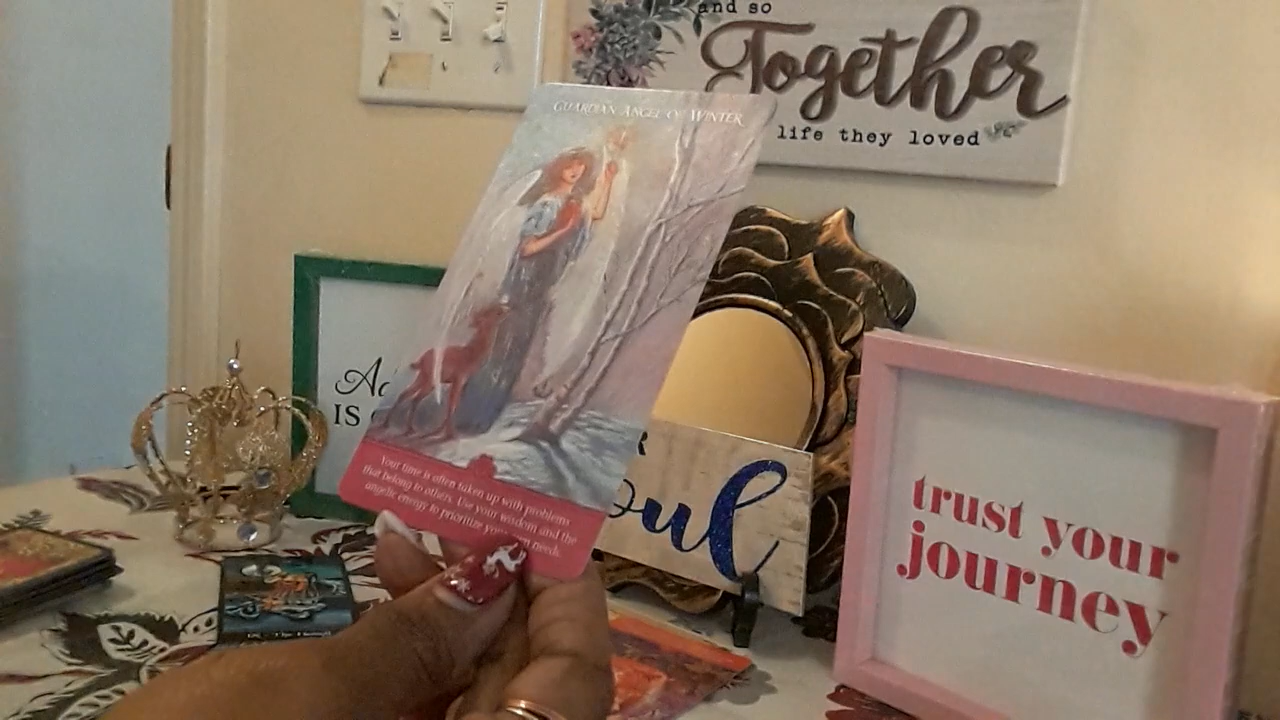 and so
Together
life they loved
GUARDIAN ANGEL OF WINTER
Your time is often taken up with problems
that belong to others. Use your wisdom and the
angelic energy to prioritize your own needs.
IS
oul
trust your
journey